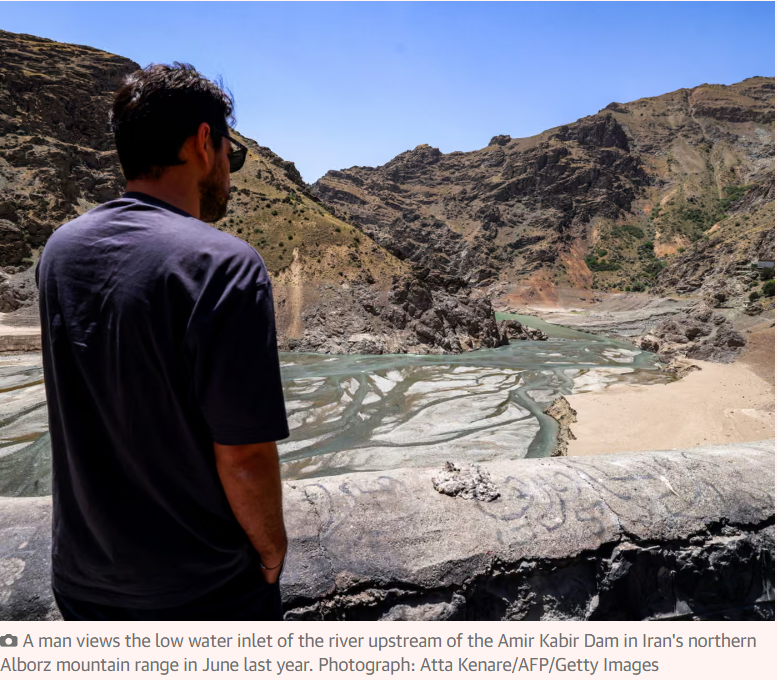 A man views the low water inlet of the river upstream of the Amir Kabir Dam in Iran's northern
Alborz mountain range in June last year. Photograph: Atta Kenare/AFP/Getty Images